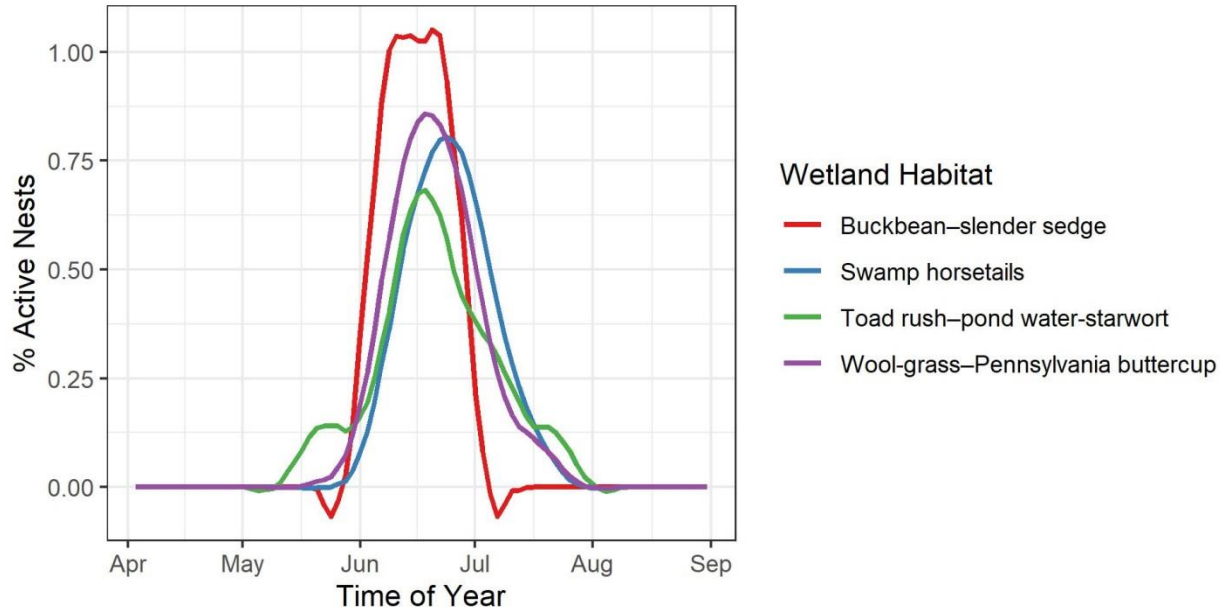 1.00
0.75
0.50
0.25
0.00
% Active Nests
Apr May Jun Jul Aug Sep
Time of Year
Wetland Habitat
Buckbean–slender sedge
Swamp horsetails
Toad rush–pond water-starwort
Wool-grass–Pennsylvania buttercup